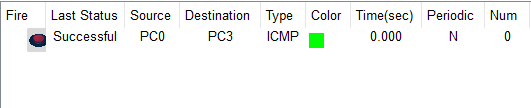 Fire Last Status Source Destination Type Color Time(sec) Periodic Num
Successful PC0 PC3 ICMP 0.000 N 0